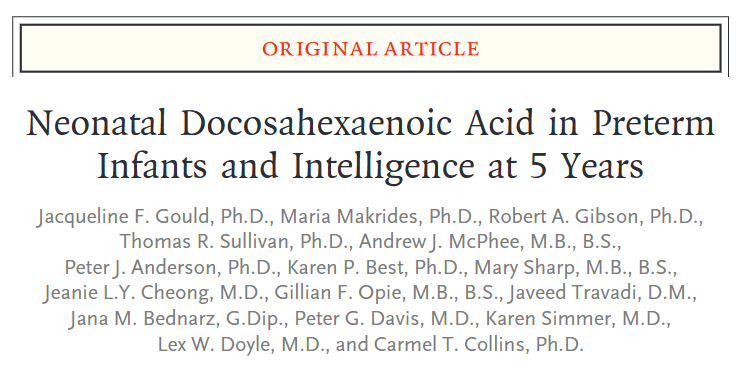 ORIGINAL ARTICLE
Neonatal Docosahexaenoic Acid in Preterm
Infants and Intelligence at 5 Years
Jacqueline F. Gould, Ph.D., Maria Makrides, Ph.D., Robert A. Gibson, Ph.D.,
Thomas R. Sullivan, Ph.D., Andrew J. McPhee, M.B., B.S.,
Peter J. Anderson, Ph.D., Karen P. Best, Ph.D., Mary Sharp, M.B., B.S.,
Jeanie L.Y. Cheong, M.D., Gillian F. Opie, M.B., B.S., Javeed Travadi, D.M.,
Jana M. Bednarz, G.Dip., Peter G. Davis, M.D., Karen Simmer, M.D.,
Lex W. Doyle, M.D., and Carmel T. Collins, Ph.D.